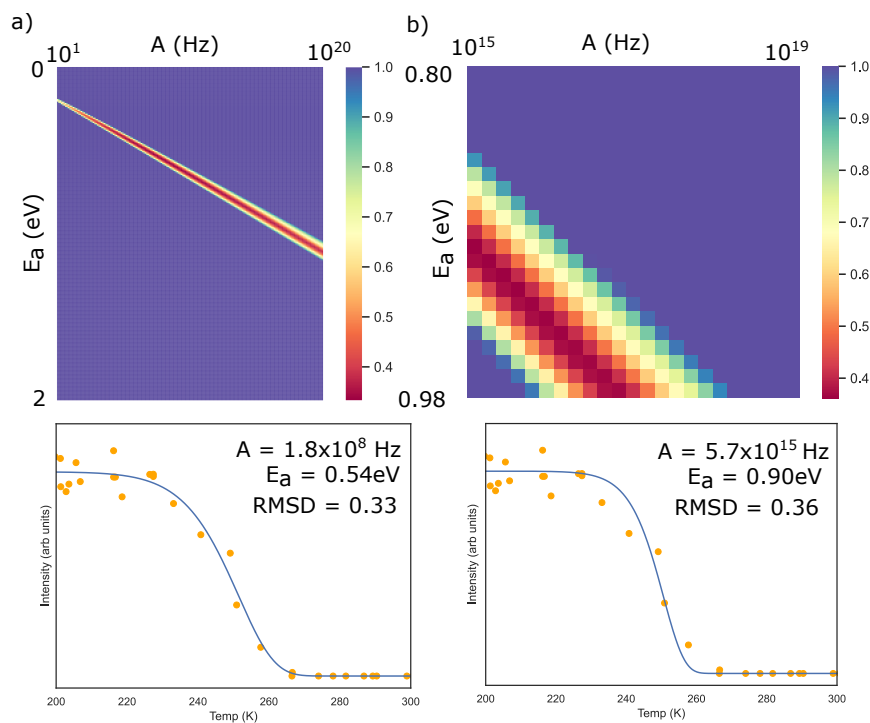 a)
A (Hz)
10^1
10^20
0
E_a (eV)
2
1.0
0.9
0.8
0.7
0.6
0.5
0.4
b)
A (Hz)
10^15
10^19
0.80
E_a (eV)
0.98
1.0
0.9
0.8
0.7
0.6
0.5
0.4
A = 1.8x10^8 Hz
E_a = 0.54eV
RMSD = 0.33
Intensity (arb units)
200 220 240 260 280 300
Temp (K)
A = 5.7x10^15 Hz
E_a = 0.90eV
RMSD = 0.36
Intensity (arb units)
200 220 240 260 280 300
Temp (K)